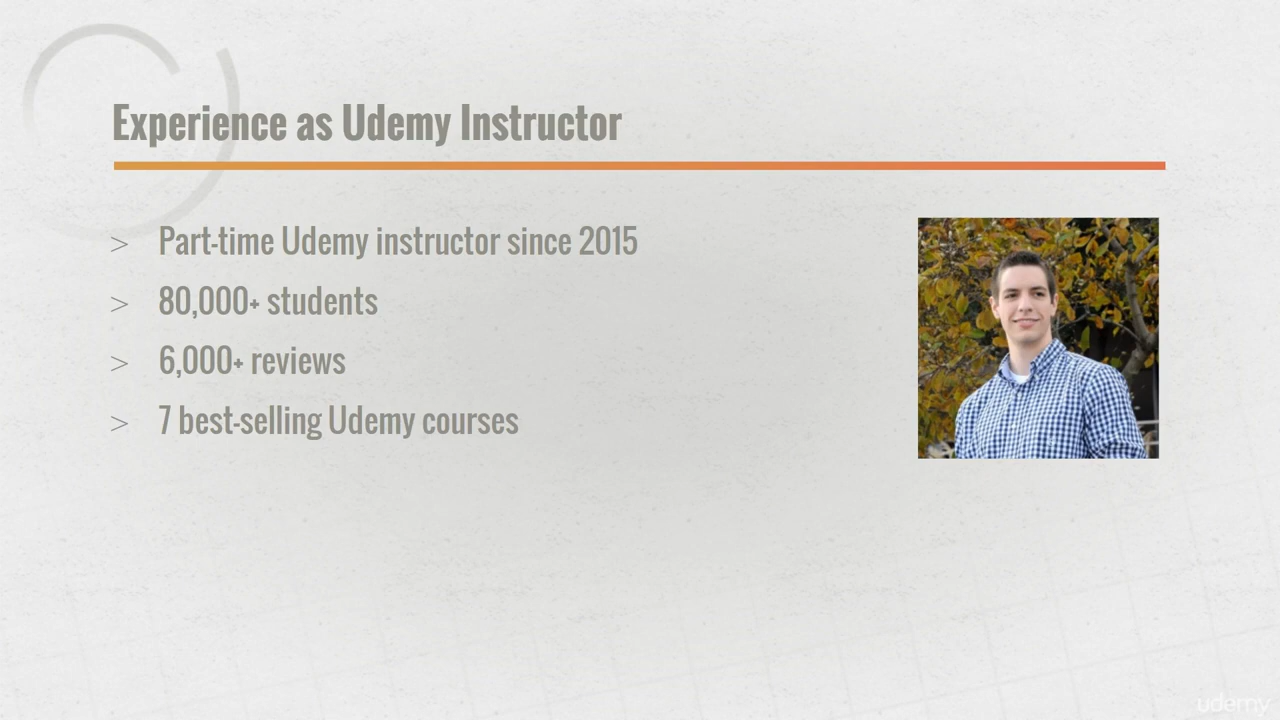 Experience as Udemy Instructor
> Part-time Udemy instructor since 2015
> 80,000+ students
> 6,000+ reviews
> 7 best-selling Udemy courses
udemy